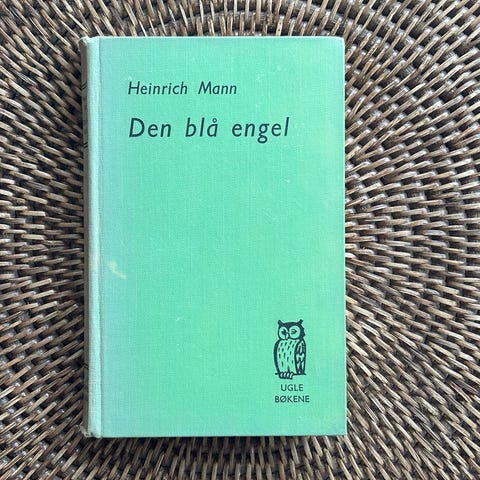 Heinrich Mann
Den blå engel
UGLE
BØKENE